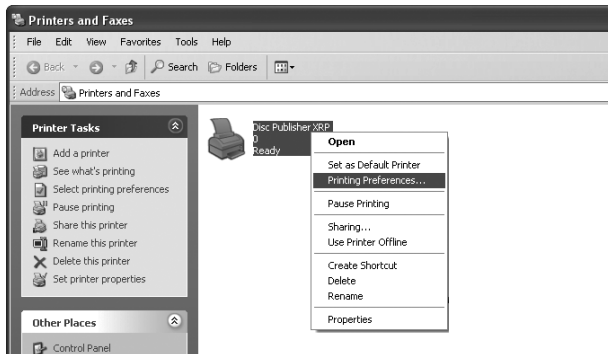 Printers and Faxes
File Edit View Favorites Tools Help
Back Search Folders
Address Printers and Faxes
Printer Tasks
Add a printer
See what's printing
Select printing preferences
Pause printing
Share this printer
Rename this printer
Delete this printer
Set printer properties
Other Places
Control Panel
Disc Publisher XRP
0
Ready
Open
Set as Default Printer
Printing Preferences...
Pause Printing
Sharing...
Use Printer Offline
Create Shortcut
Delete
Rename
Properties